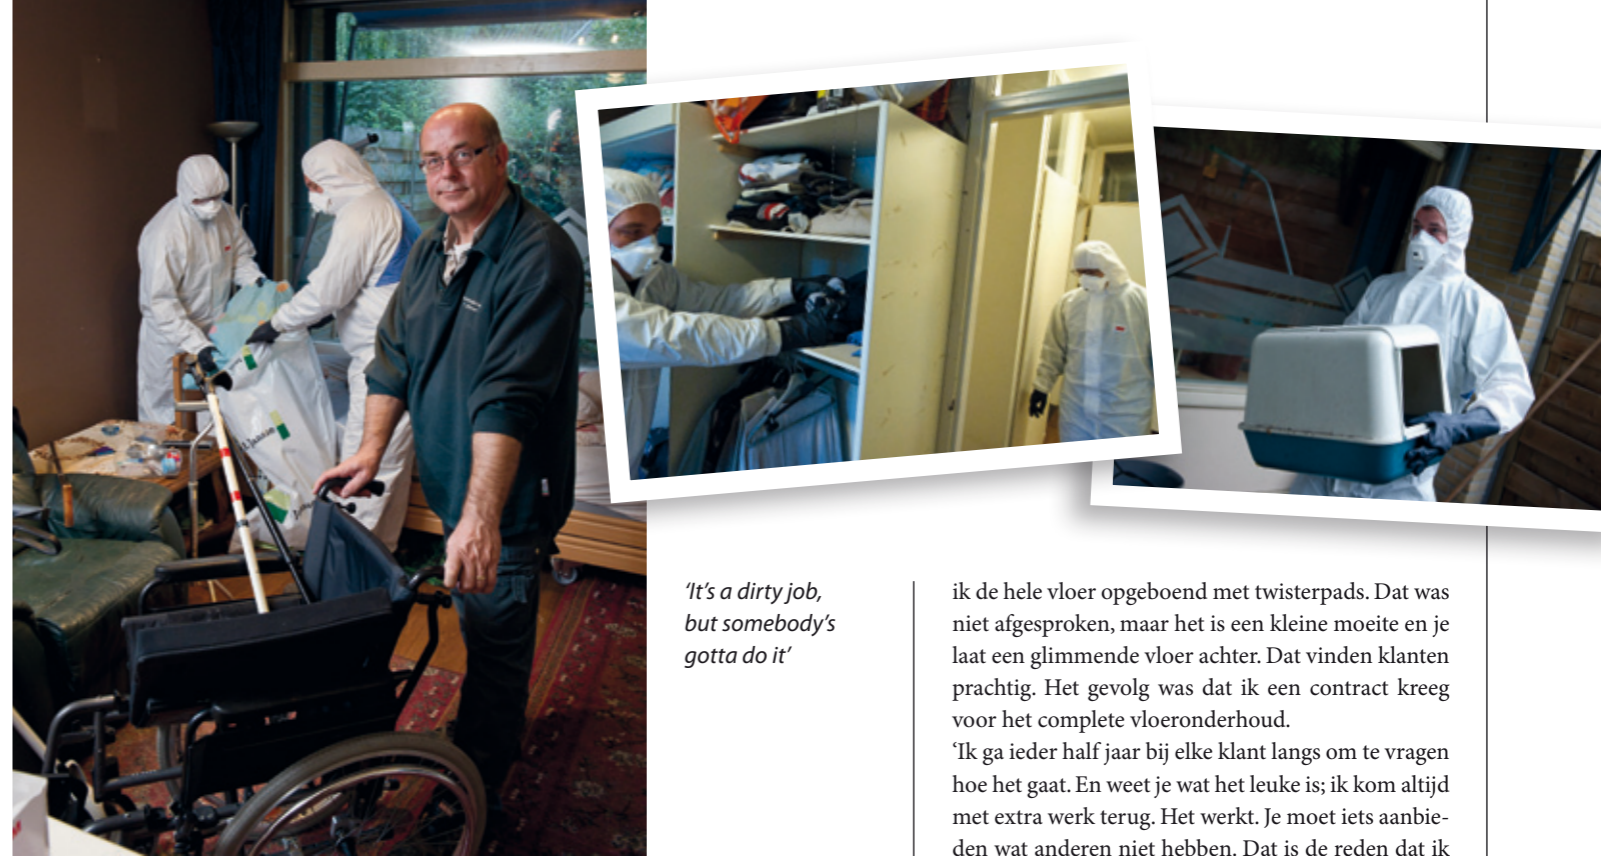 'It's a dirty job,
but somebody's
gotta do it'
ik de hele vloer opgeboend met twisterpads. Dat was
niet afgesproken, maar het is een kleine moeite en je
laat een glimmende vloer achter. Dat vinden klanten
prachtig. Het gevolg was dat ik een contract kreeg
voor het complete vloeronderhoud.
'Ik ga ieder half jaar bij elke klant langs om te vragen
hoe het gaat. En weet je wat het leuke is; ik kom altijd
met extra werk terug. Het werkt. Je moet iets aanbie-
den wat anderen niet hebben. Dat is de reden dat ik